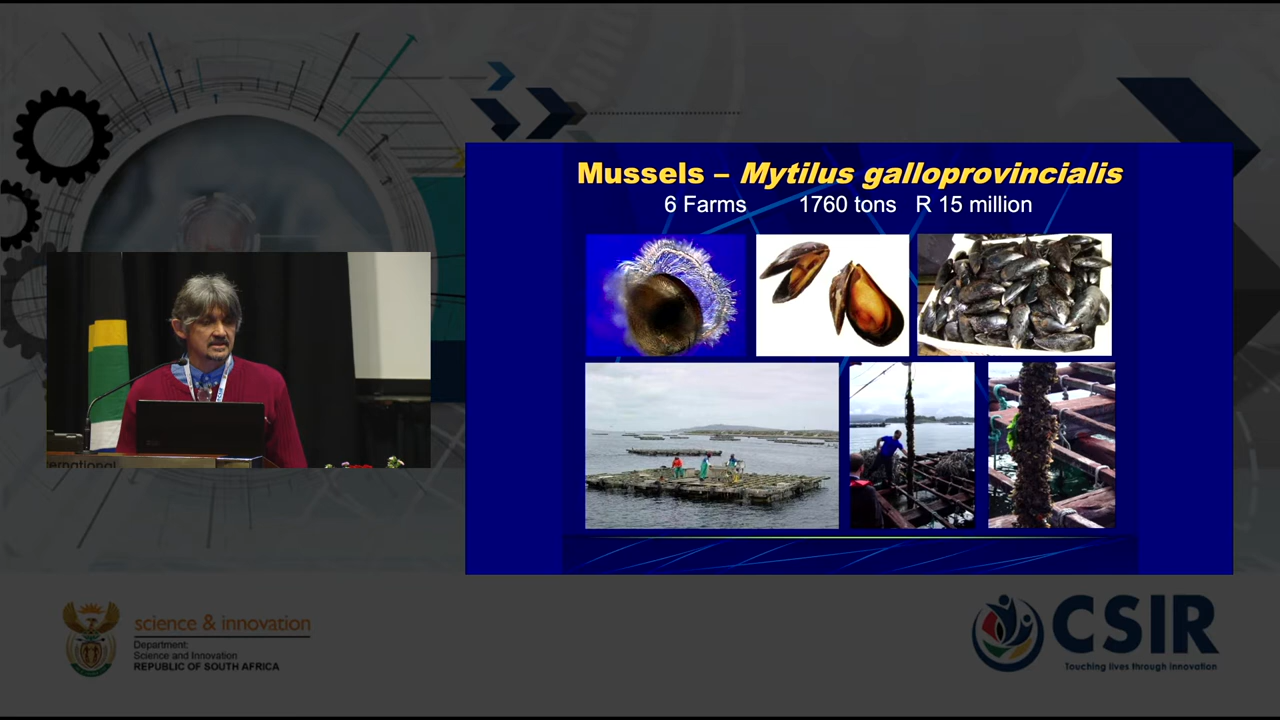 Mussels – Mytilus galloprovincialis
6 Farms 1760 tons R 15 million
ernational
science & innovation
Department:
Science and Innovation
REPUBLIC OF SOUTH AFRICA
CSIR
Touching lives through innovation